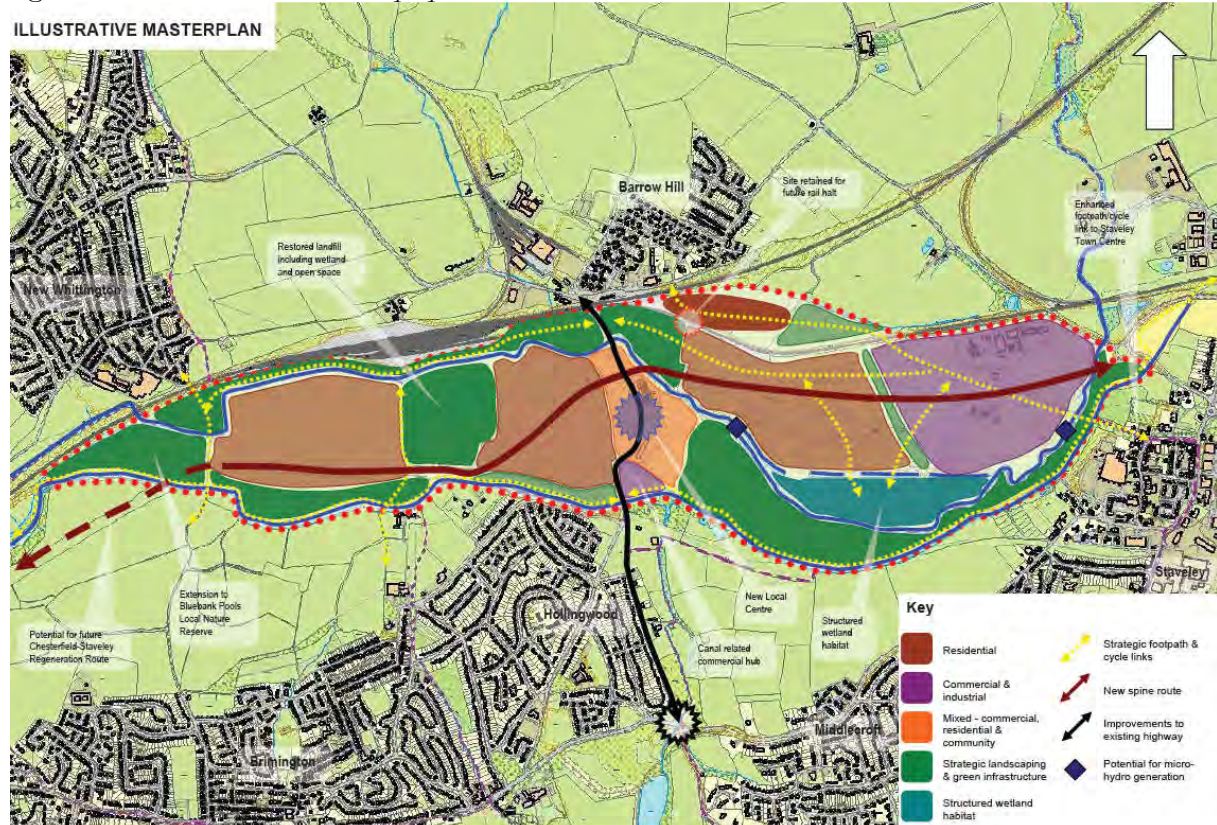 ILLUSTRATIVE MASTERPLAN
Barrow Hill
Site retained for
future rail halt
Enhanced
footpath/cycle
link to Staveley
Town Centre
Restored landfill
including wetland
and open space
New Whittington
Extension to
Bluebank Pools
Local Nature
Reserve
Potential for future
Chesterfield-Staveley
Regeneration Route
Hollingwood
New Local
Centre
Canal related
commercial hub
Structured
wetland
habitat
Staveley
Brimington
Middlecroft
Key
Residential
Commercial &
industrial
Mixed - commercial,
residential &
community
Strategic landscaping
& green infrastructure
Structured wetland
habitat
Strategic footpath &
cycle links
New spine route
Improvements to
existing highway
Potential for micro-
hydro generation